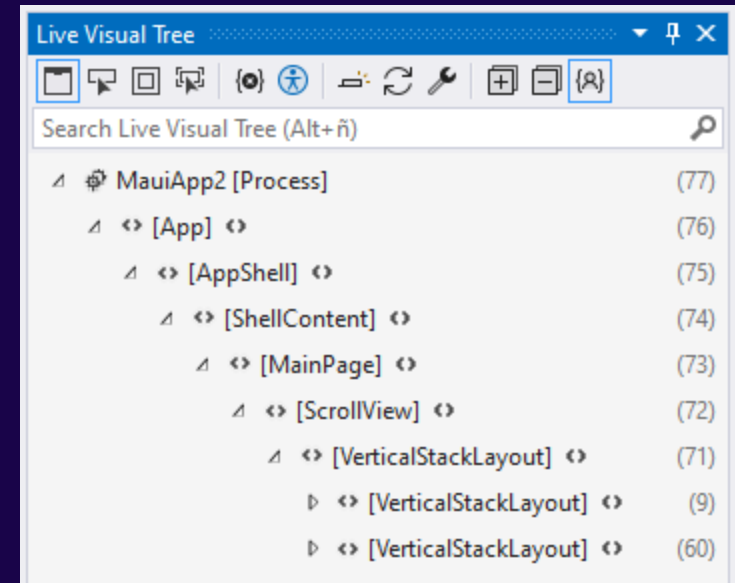 Live Visual Tree
Search Live Visual Tree (Alt+ñ)
MauiApp2 [Process] (77)
[App] (76)
[AppShell] (75)
[ShellContent] (74)
[MainPage] (73)
[ScrollView] (72)
[VerticalStackLayout] (71)
[VerticalStackLayout] (9)
[VerticalStackLayout] (60)